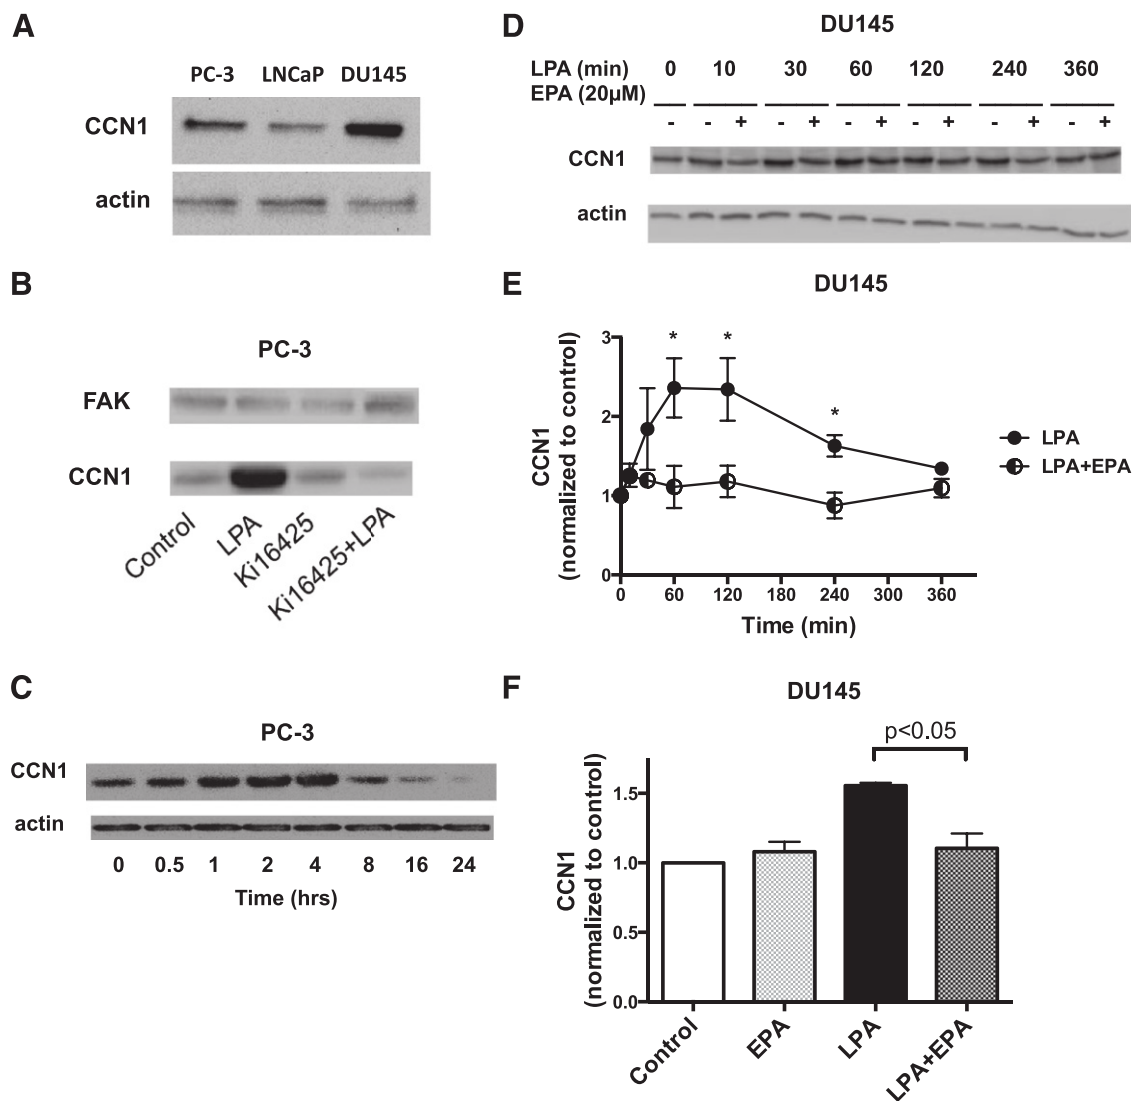 A
PC-3 LNCaP DU145
CCN1
actin
B
PC-3
FAK
CCN1
Control LPA Ki16425 Ki16425+LPA
C
PC-3
CCN1
actin
0 0.5 1 2 4 8 16 24
Time (hrs)
D
DU145
LPA (min) 0 10 30 60 120 240 360
EPA (20µM)
- - + - + - + - + - + - +
CCN1
actin
E
DU145
CCN1
(normalized to control)
3
2
1
0
* * *
0 60 120 180 240 300 360
Time (min)
LPA
LPA+EPA
F
DU145
p<0.05
CCN1
(normalized to control)
1.5
1.0
0.5
0.0
Control EPA LPA LPA+EPA